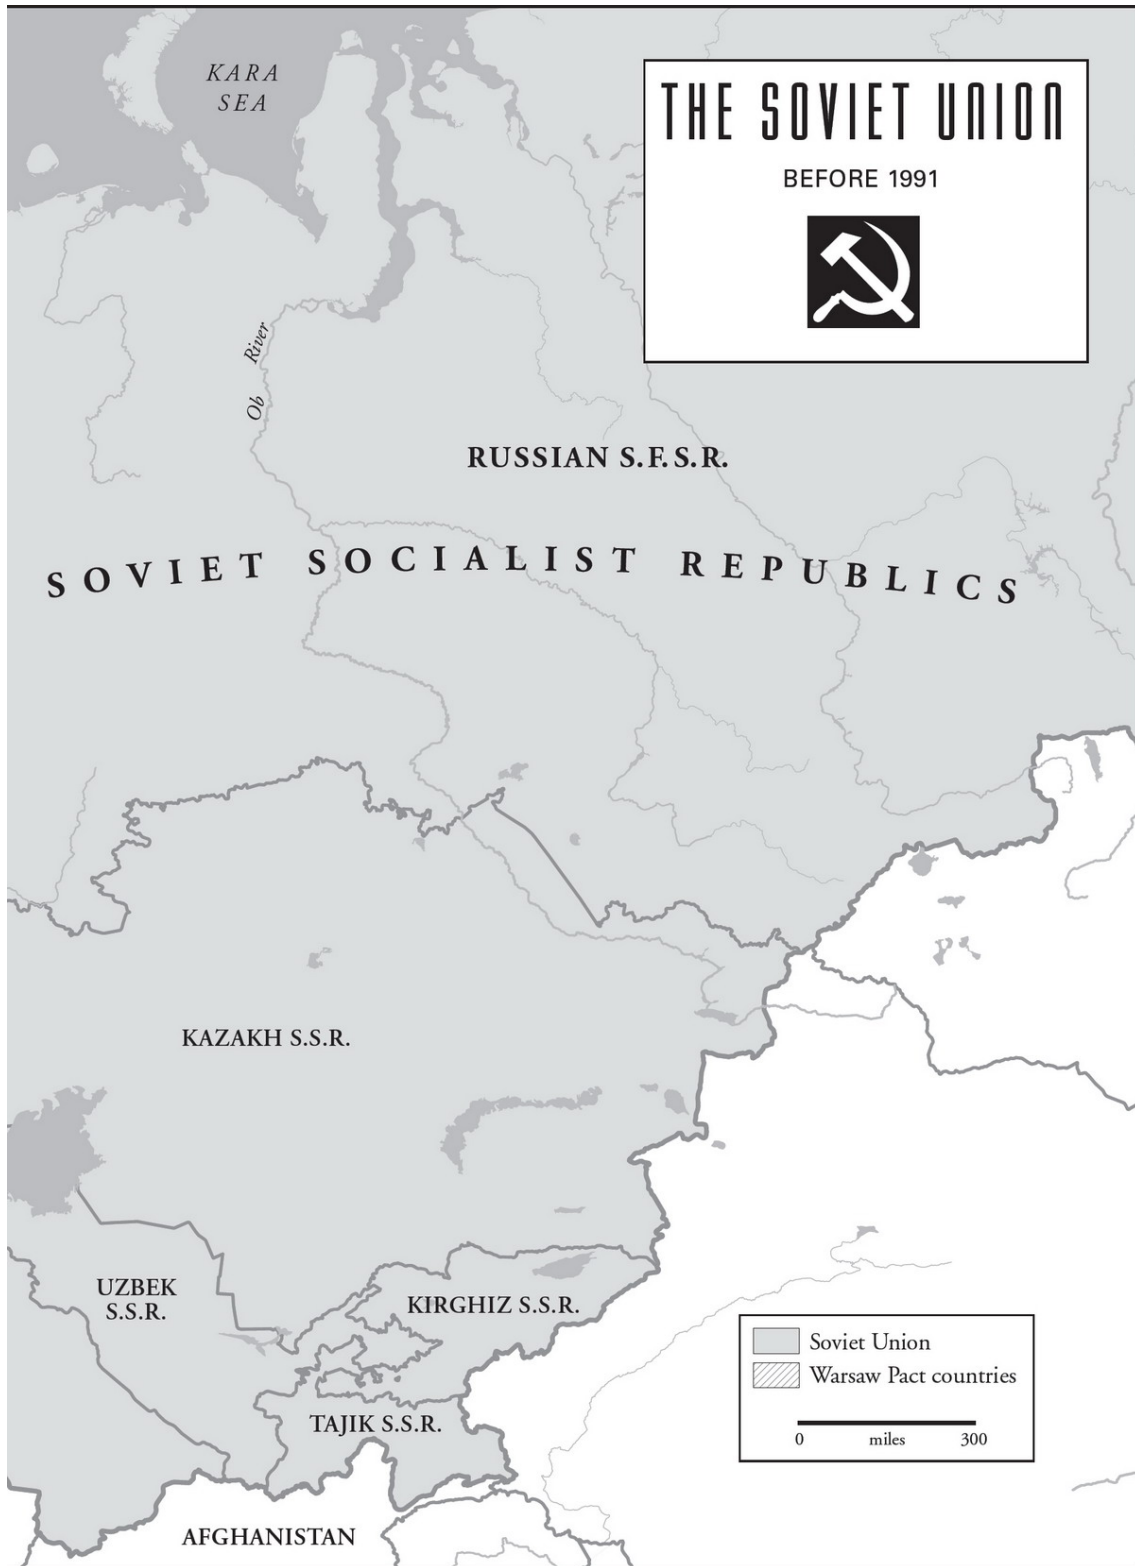 KARA
SEA
THE SOVIET UNION
BEFORE 1991
Ob River
RUSSIAN S.F.S.R.
SOVIET SOCIALIST REPUBLICS
KAZAKH S.S.R.
UZBEK
S.S.R.
KIRGHIZ S.S.R.
TAJIK S.S.R.
AFGHANISTAN
Soviet Union
Warsaw Pact countries
0 miles 300